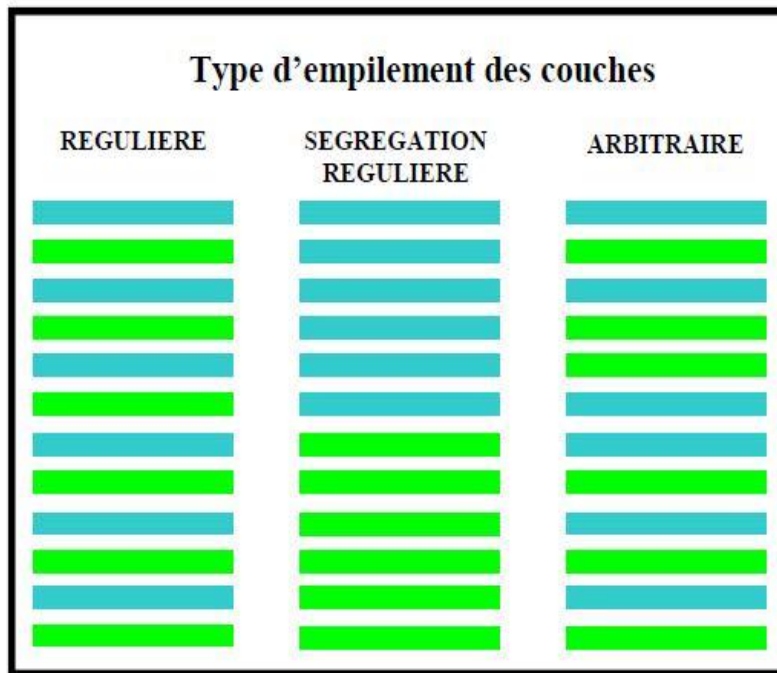 Type d’empilement des couches
REGULIERE
SEGREGATION
REGULIERE
ARBITRAIRE